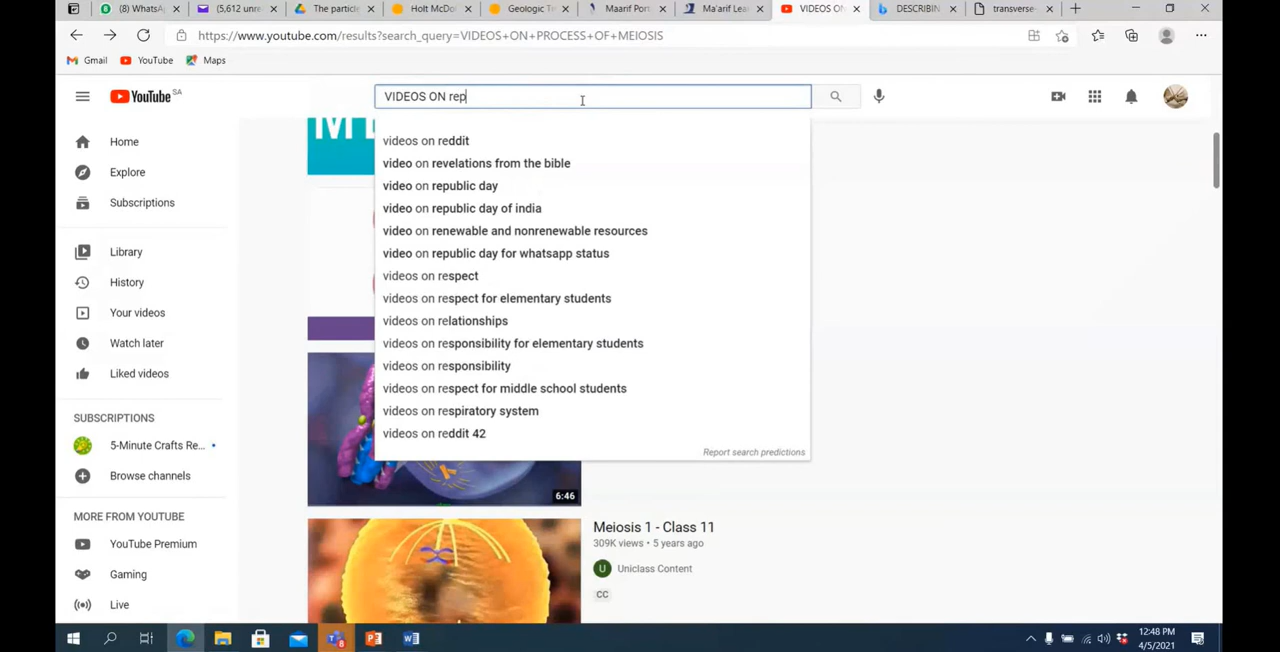 (8) WhatsA
(5,612 unre
The particle
Holt McDo
Geologic Ti
Maarif Port
Ma'arif Lea
VIDEOS ON
DESCRIBIN
transverse-
https://www.youtube.com/results?search_query=VIDEOS+ON+PROCESS+OF+MEIOSIS
Gmail
YouTube
Maps
YouTube SA
VIDEOS ON rep
videos on reddit
video on revelations from the bible
video on republic day
video on republic day of india
video on renewable and nonrenewable resources
video on republic day for whatsapp status
videos on respect
videos on respect for elementary students
videos on relationships
videos on responsibility for elementary students
videos on responsibility
videos on respect for middle school students
videos on respiratory system
videos on reddit 42
Report search predictions
Home
Explore
Subscriptions
Library
History
Your videos
Watch later
Liked videos
SUBSCRIPTIONS
5-Minute Crafts Re...
Browse channels
MORE FROM YOUTUBE
YouTube Premium
Gaming
Live
6:46
Meiosis 1 - Class 11
309K views • 5 years ago
U
Uniclass Content
CC
12:48 PM
4/5/2021